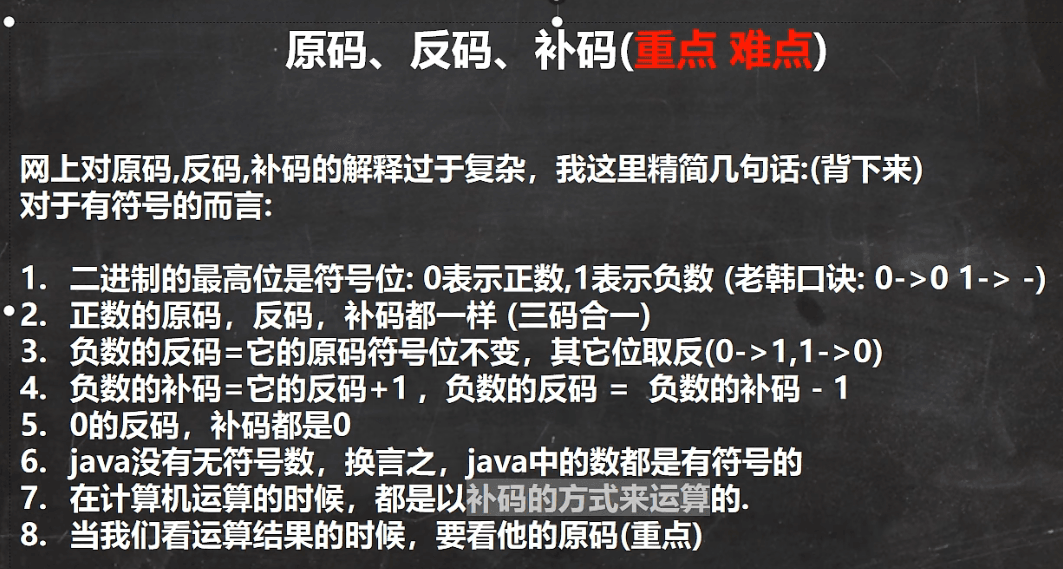 原码、反码、补码(重点 难点)
网上对原码,反码,补码的解释过于复杂，我这里精简几句话:(背下来)
对于有符号的而言:
1. 二进制的最高位是符号位: 0表示正数,1表示负数 (老韩口诀: 0->0 1-> -)
2. 正数的原码，反码，补码都一样 (三码合一)
3. 负数的反码=它的原码符号位不变，其它位取反(0->1,1->0)
4. 负数的补码=它的反码+1 ，负数的反码 = 负数的补码 - 1
5. 0的反码，补码都是0
6. java没有无符号数，换言之，java中的数都是有符号的
7. 在计算机运算的时候，都是以补码的方式来运算的.
8. 当我们看运算结果的时候，要看他的原码(重点)